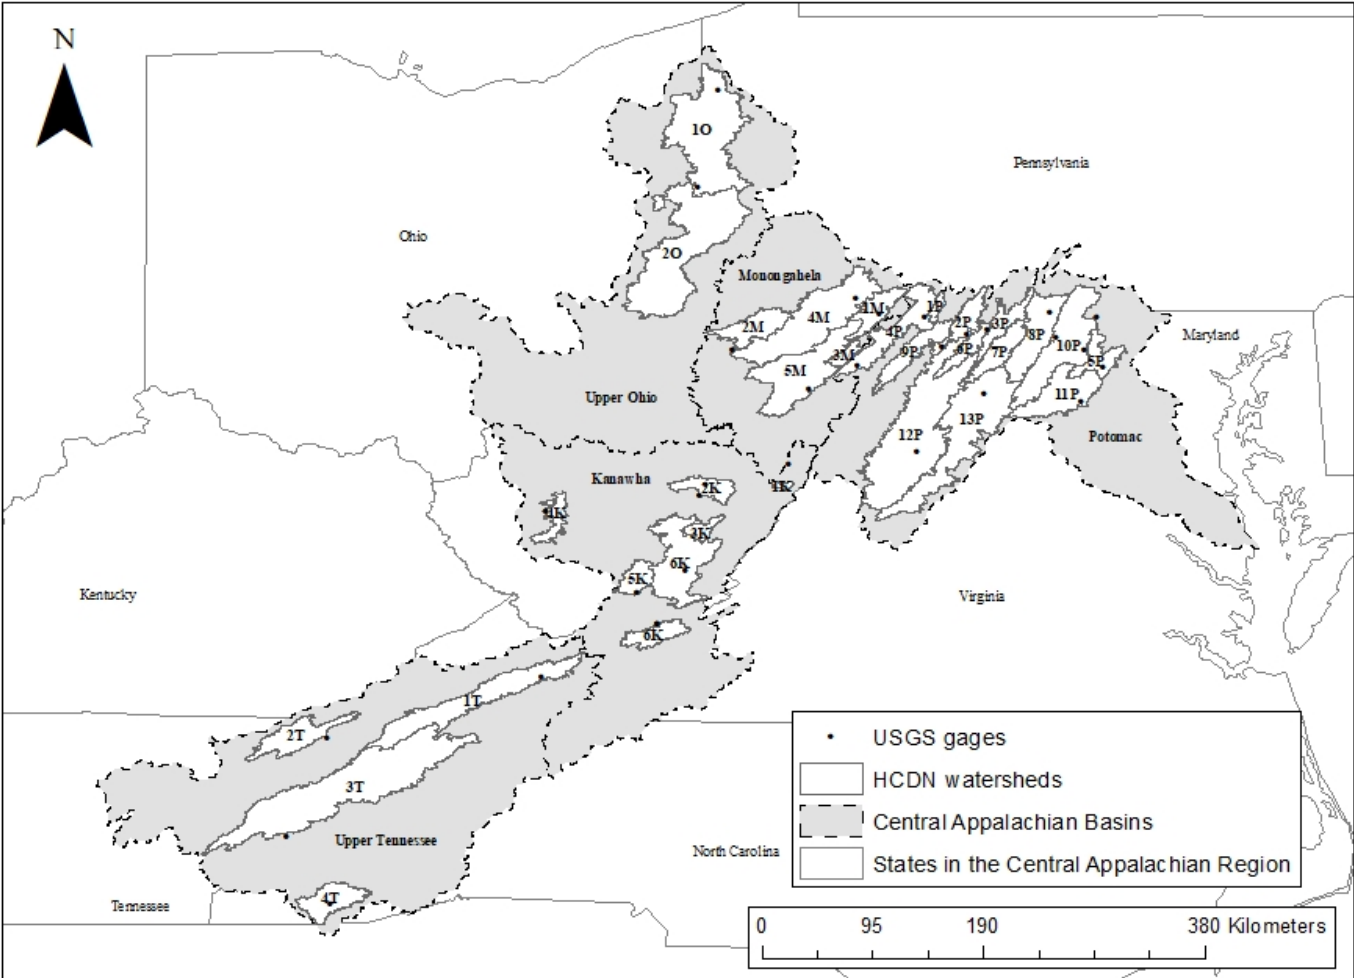 N
1O
Pennsylvania
Ohio
2O
Monoungahela
1M
1P
2M
4M
4P
2P
3P
8P
Maryland
3M
9P
6P
7P
10P
5P
5M
11P
Upper Ohio
12P
13P
Potomac
Kanawha
2K
4K
3K
6K
5K
Kentucky
Virginia
6K
1T
2T
3T
Upper Tennessee
North Carolina
4T
Tennessee
USGS gages
HCDN watersheds
Central Appalachian Basins
States in the Central Appalachian Region
0 95 190 380 Kilometers